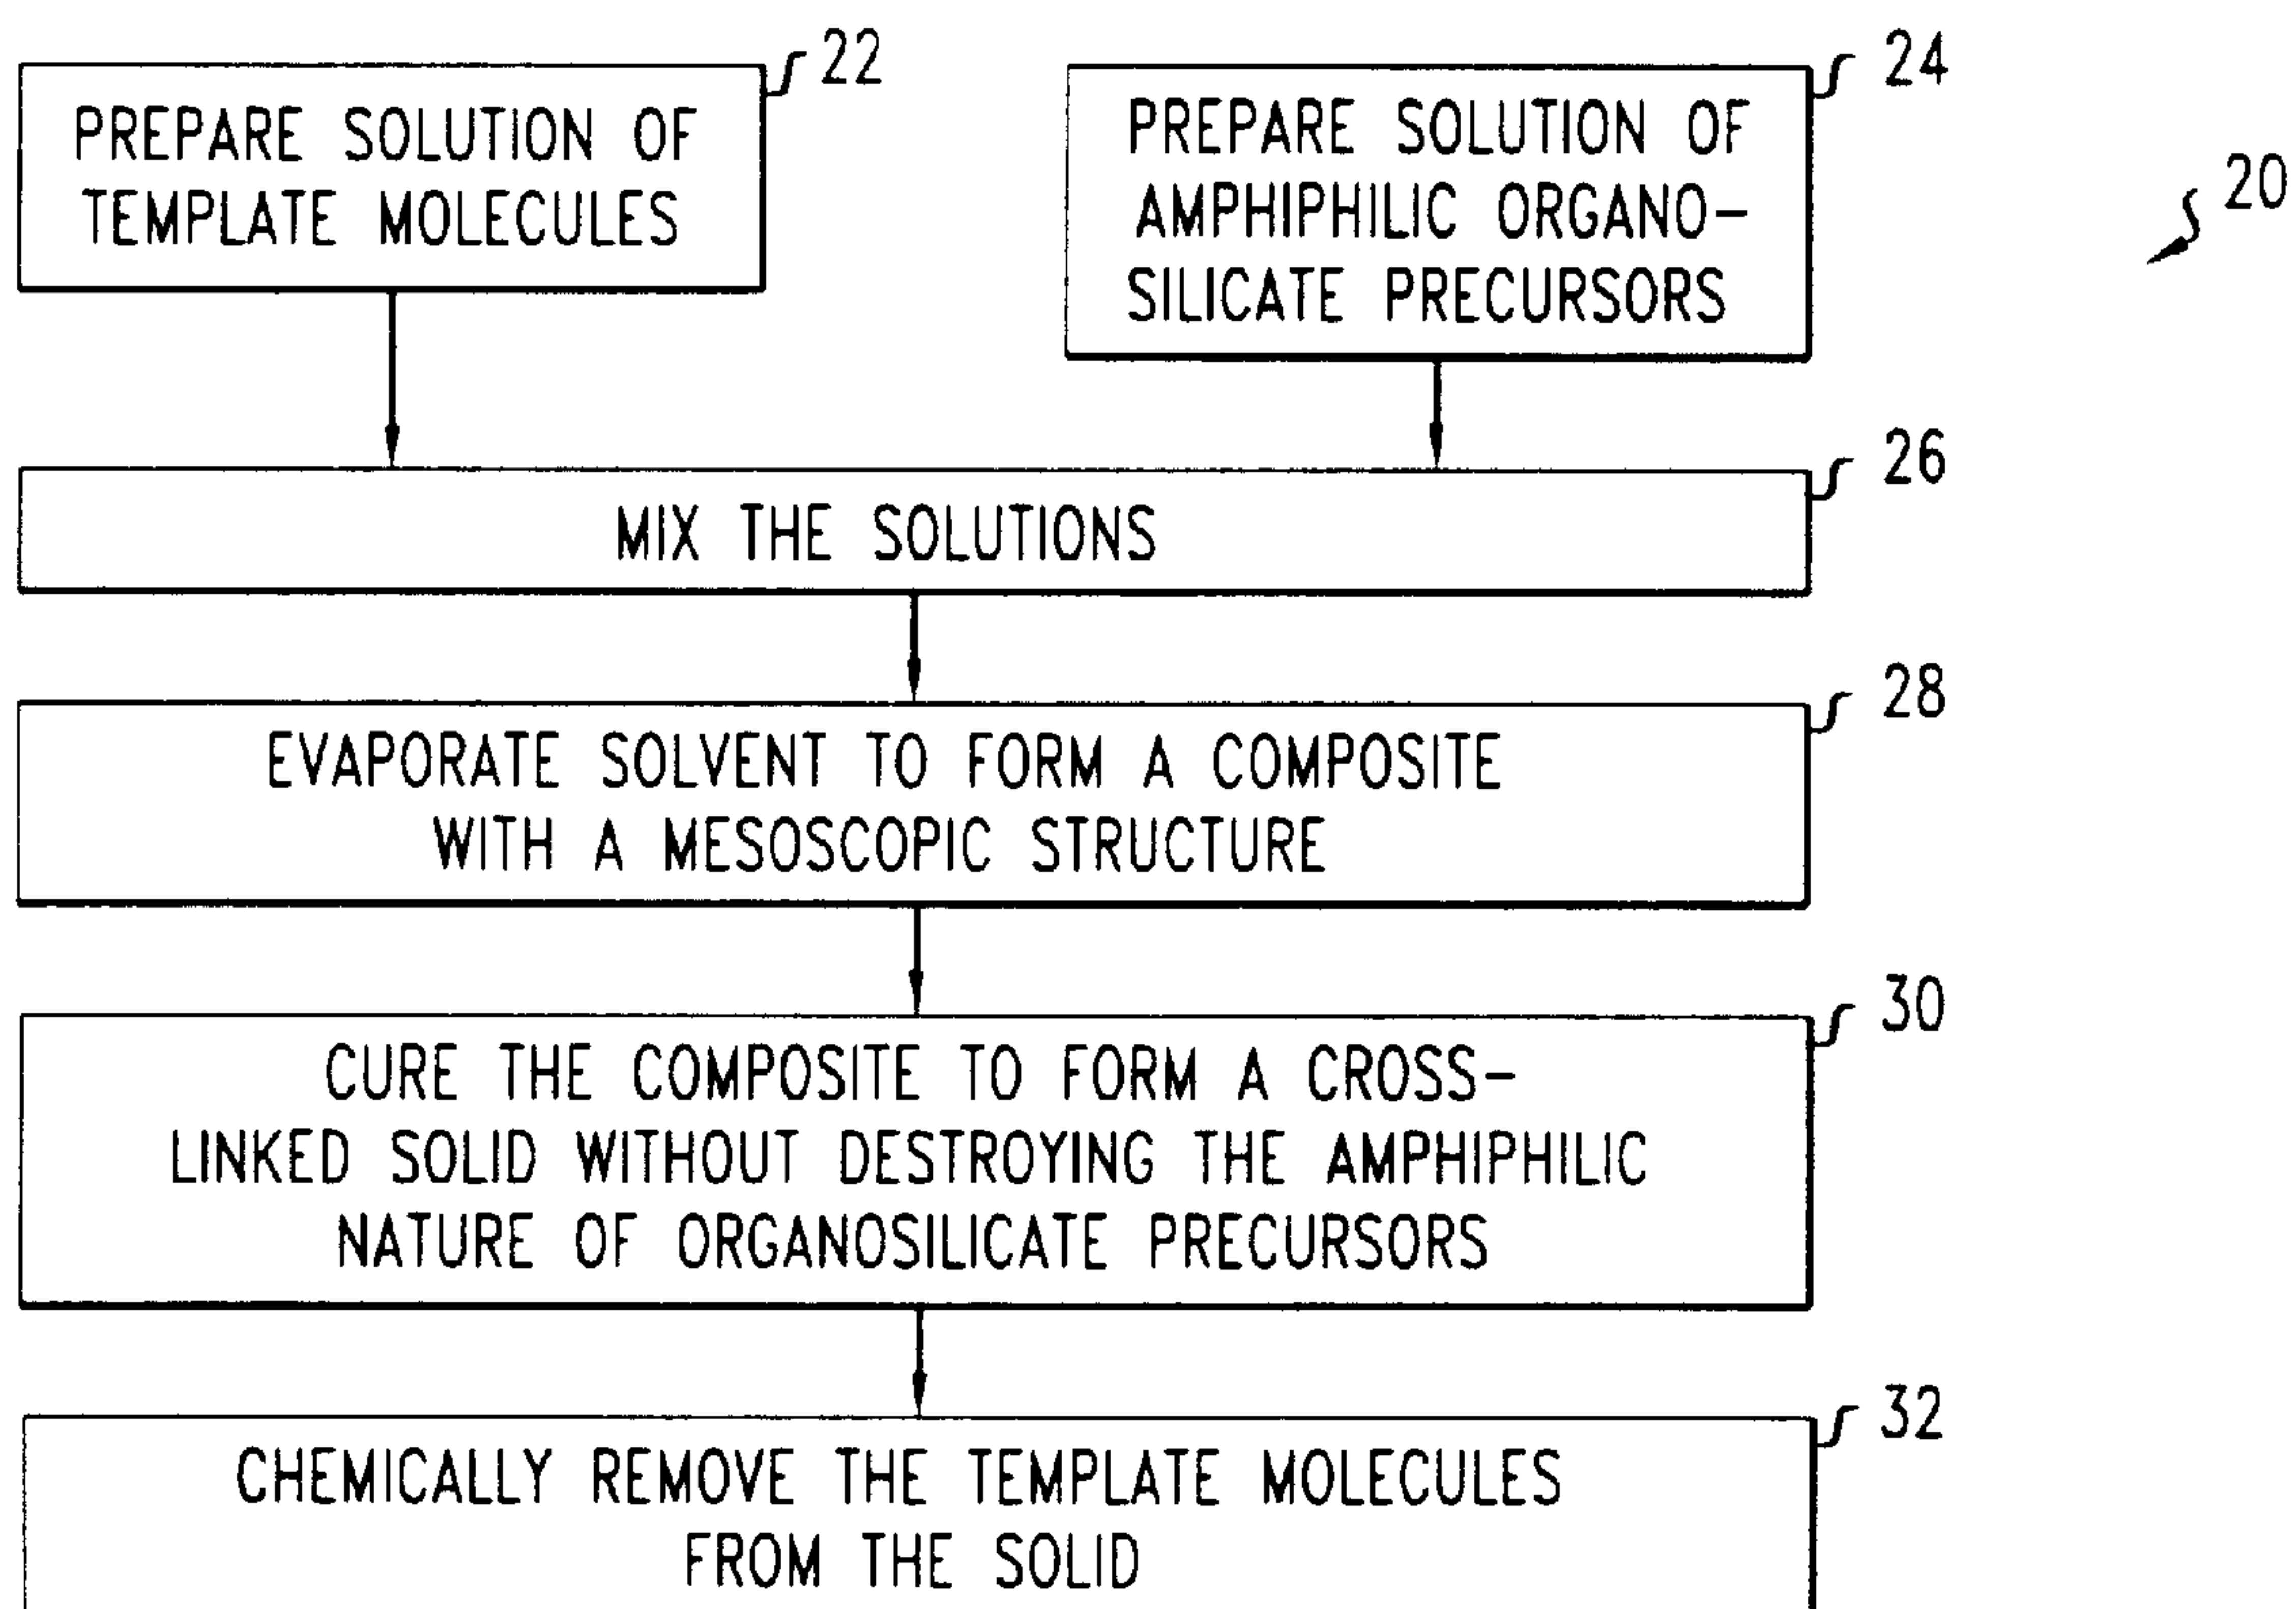 22
PREPARE SOLUTION OF
TEMPLATE MOLECULES
24
PREPARE SOLUTION OF
AMPHIPHILIC ORGANO-
SILICATE PRECURSORS
20
26
MIX THE SOLUTIONS
28
EVAPORATE SOLVENT TO FORM A COMPOSITE
WITH A MESOSCOPIC STRUCTURE
30
CURE THE COMPOSITE TO FORM A CROSS-
LINKED SOLID WITHOUT DESTROYING THE AMPHIPHILIC
NATURE OF ORGANOSILICATE PRECURSORS
32
CHEMICALLY REMOVE THE TEMPLATE MOLECULES
FROM THE SOLID